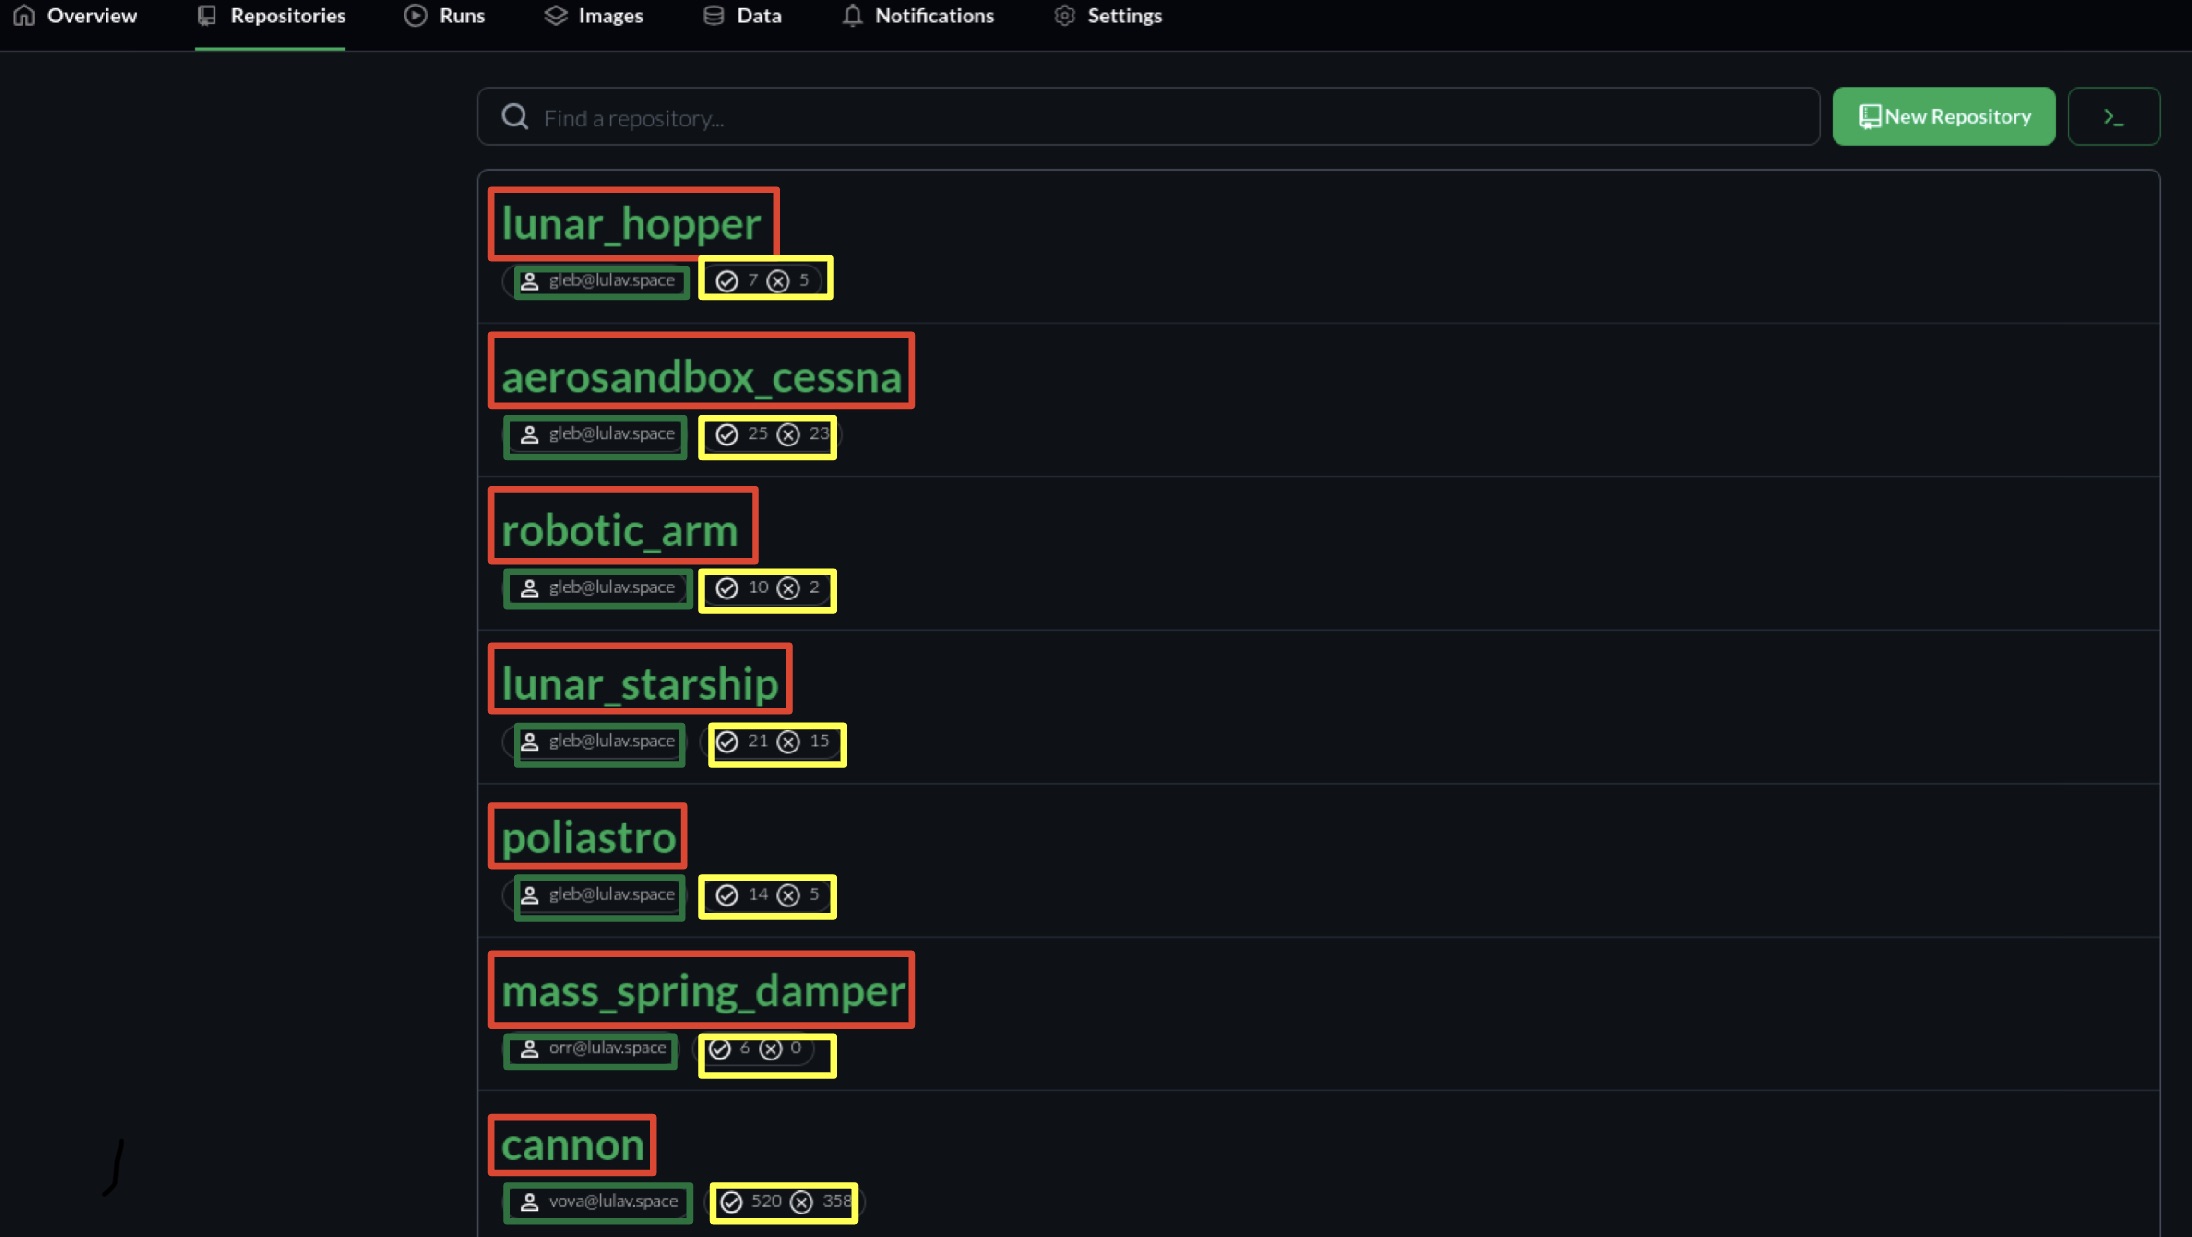 Overview Repositories Runs Images Data Notifications Settings
Find a repository...
New Repository >_
lunar_hopper
gleb@lulav.space 7 5
aerosandbox_cessna
gleb@lulav.space 25 23
robotic_arm
gleb@lulav.space 10 2
lunar_starship
gleb@lulav.space 21 15
poliastro
gleb@lulav.space 14 5
mass_spring_damper
orr@lulav.space 6 0
cannon
vova@lulav.space 520 358